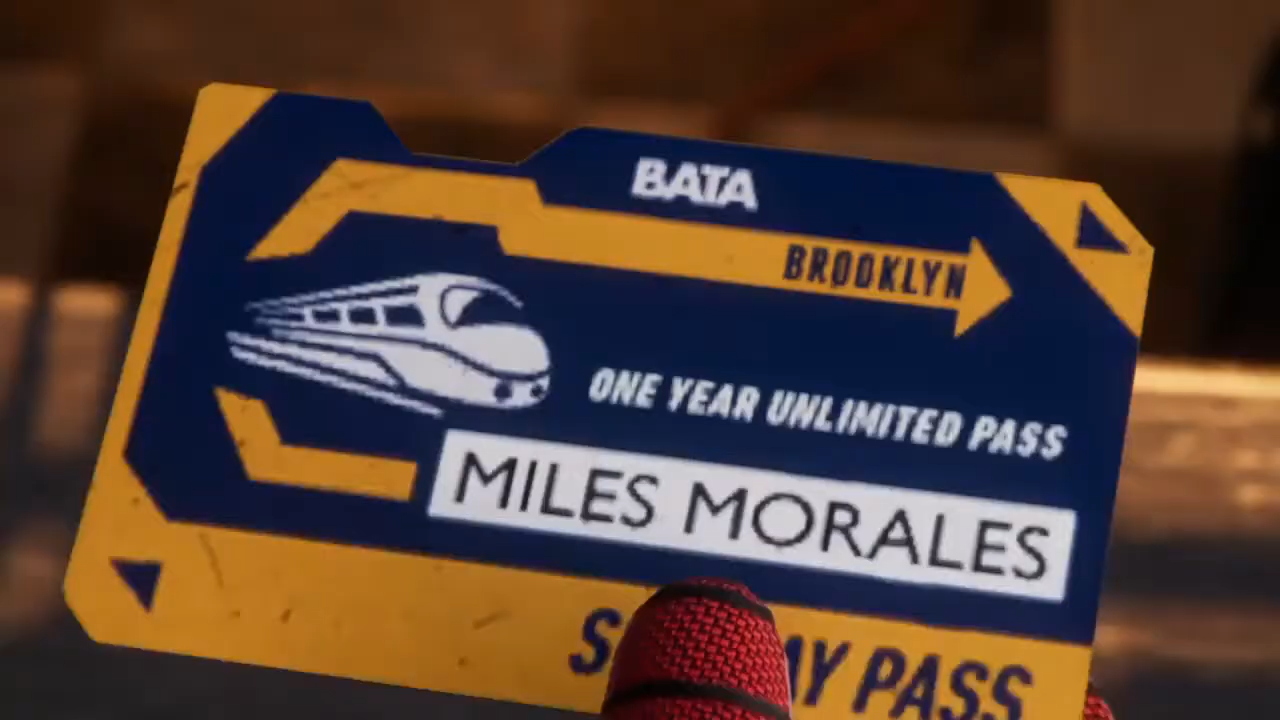 BATA
BROOKLYN
ONE YEAR UNLIMITED PASS
MILES MORALES
PASS